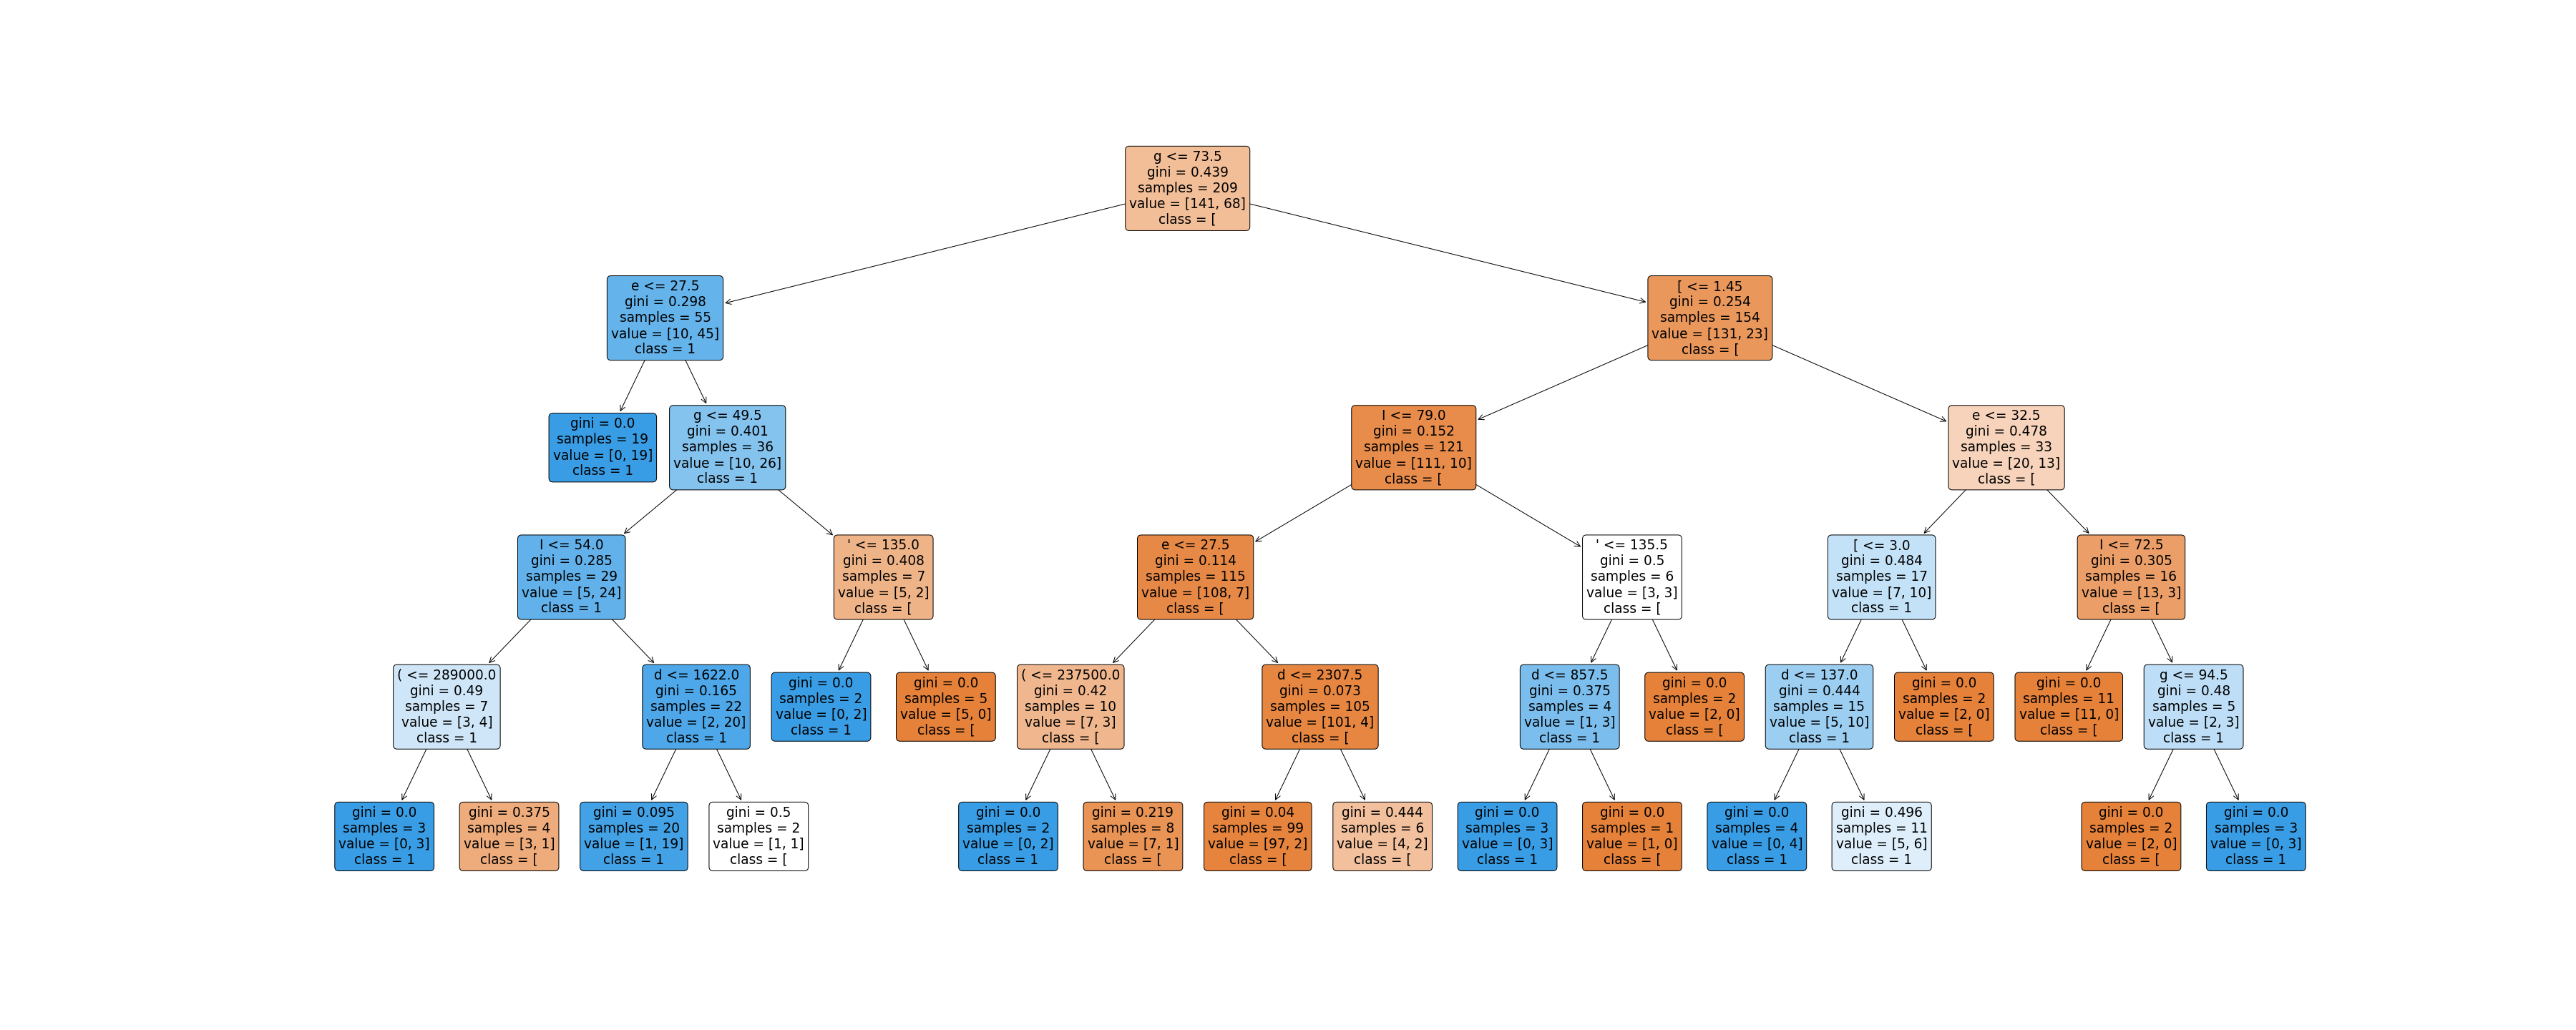 g <= 73.5
gini = 0.439
samples = 209
value = [141, 68]
class = [
e <= 27.5
gini = 0.298
samples = 55
value = [10, 45]
class = 1
[ <= 1.45
gini = 0.254
samples = 154
value = [131, 23]
class = [
gini = 0.0
samples = 19
value = [0, 19]
class = 1
g <= 49.5
gini = 0.401
samples = 36
value = [10, 26]
class = 1
I <= 79.0
gini = 0.152
samples = 121
value = [111, 10]
class = [
e <= 32.5
gini = 0.478
samples = 33
value = [20, 13]
class = [
I <= 54.0
gini = 0.285
samples = 29
value = [5, 24]
class = 1
' <= 135.0
gini = 0.408
samples = 7
value = [5, 2]
class = [
e <= 27.5
gini = 0.114
samples = 115
value = [108, 7]
class = [
' <= 135.5
gini = 0.5
samples = 6
value = [3, 3]
class = [
[ <= 3.0
gini = 0.484
samples = 17
value = [7, 10]
class = 1
I <= 72.5
gini = 0.305
samples = 16
value = [13, 3]
class = [
( <= 289000.0
gini = 0.49
samples = 7
value = [3, 4]
class = 1
d <= 1622.0
gini = 0.165
samples = 22
value = [2, 20]
class = 1
gini = 0.0
samples = 2
value = [0, 2]
class = 1
gini = 0.0
samples = 5
value = [5, 0]
class = [
( <= 237500.0
gini = 0.42
samples = 10
value = [7, 3]
class = [
d <= 2307.5
gini = 0.073
samples = 105
value = [101, 4]
class = [
d <= 857.5
gini = 0.375
samples = 4
value = [1, 3]
class = 1
gini = 0.0
samples = 2
value = [2, 0]
class = [
d <= 137.0
gini = 0.444
samples = 15
value = [5, 10]
class = 1
gini = 0.0
samples = 2
value = [2, 0]
class = [
gini = 0.0
samples = 11
value = [11, 0]
class = [
g <= 94.5
gini = 0.48
samples = 5
value = [2, 3]
class = 1
gini = 0.0
samples = 3
value = [0, 3]
class = 1
gini = 0.375
samples = 4
value = [3, 1]
class = [
gini = 0.095
samples = 20
value = [1, 19]
class = 1
gini = 0.5
samples = 2
value = [1, 1]
class = [
gini = 0.0
samples = 2
value = [0, 2]
class = 1
gini = 0.219
samples = 8
value = [7, 1]
class = [
gini = 0.04
samples = 99
value = [97, 2]
class = [
gini = 0.444
samples = 6
value = [4, 2]
class = [
gini = 0.0
samples = 3
value = [0, 3]
class = 1
gini = 0.0
samples = 1
value = [1, 0]
class = [
gini = 0.0
samples = 4
value = [0, 4]
class = 1
gini = 0.496
samples = 11
value = [5, 6]
class = 1
gini = 0.0
samples = 2
value = [2, 0]
class = [
gini = 0.0
samples = 3
value = [0, 3]
class = 1